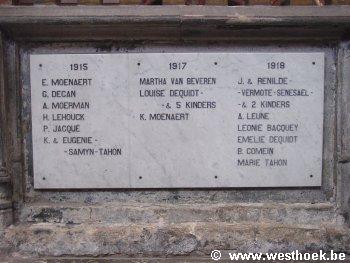 1915
E. MOENAERT
G. DECAN
A. MOERMAN
H. LEHOUCK
P. JACQUE
K. & EUGENIE -
- SAMYN-TAHON
1917
MARTHA VAN BEVEREN
LOUISE DEQUIDT -
- & 5 KINDERS
K. MOENAERT
1918
J. & RENILDE -
- VERMOTE-SENESAEL -
- & 2 KINDERS
A. LEUNE
LEONIE BACQUEY
EMELIE DEQUIDT
B. COMEIN
MARIE TAHON
© www.westhoek.be